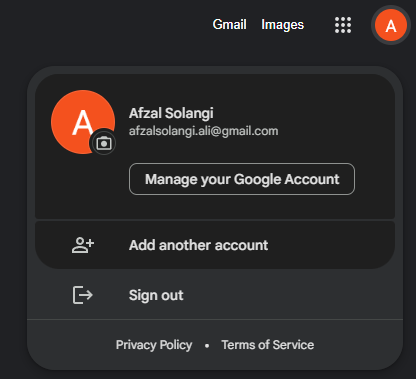 Gmail Images A
A Afzal Solangi
afzalsolangi.ali@gmail.com
Manage your Google Account
Add another account
Sign out
Privacy Policy • Terms of Service